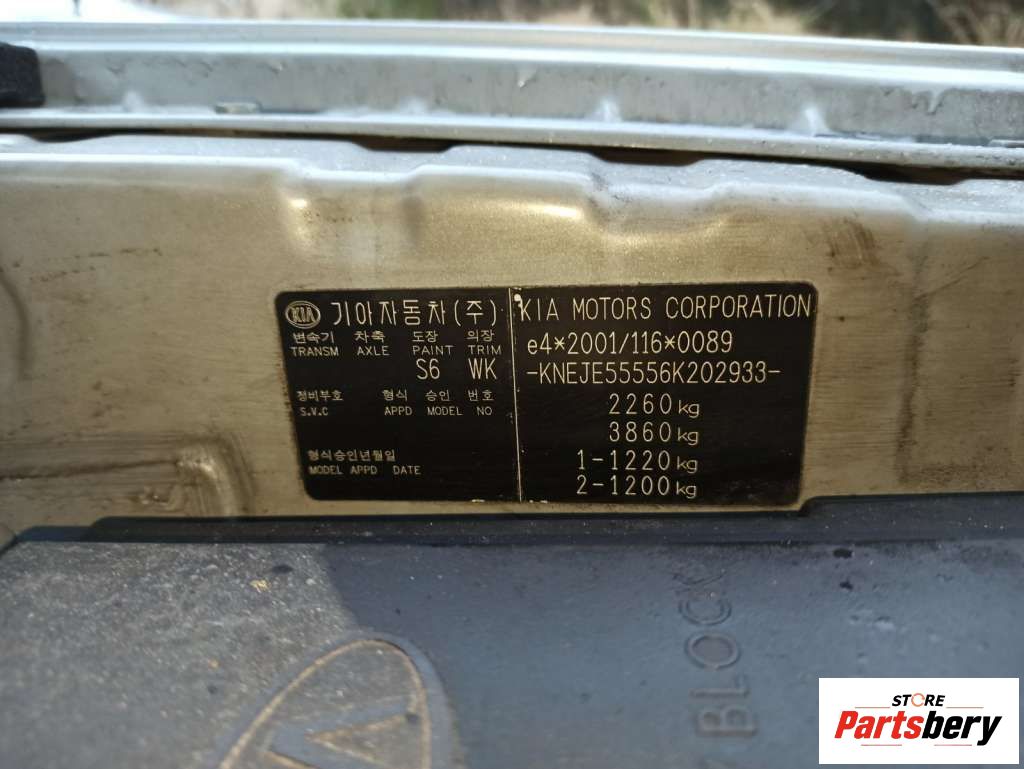 KIA 기아자동차(주)
변속기 차축 도장 의장
TRANSM AXLE PAINT TRIM
S6 WK
정비부호 형식 승인 번호
S.V.C APPD MODEL NO
형식승인년월일
MODEL APPD DATE
KIA MOTORS CORPORATION
e4*2001/116*0089
-KNEJE55556K202933-
2260kg
3860kg
1-1220kg
2-1200kg
BLOCK
STORE
Partsbery